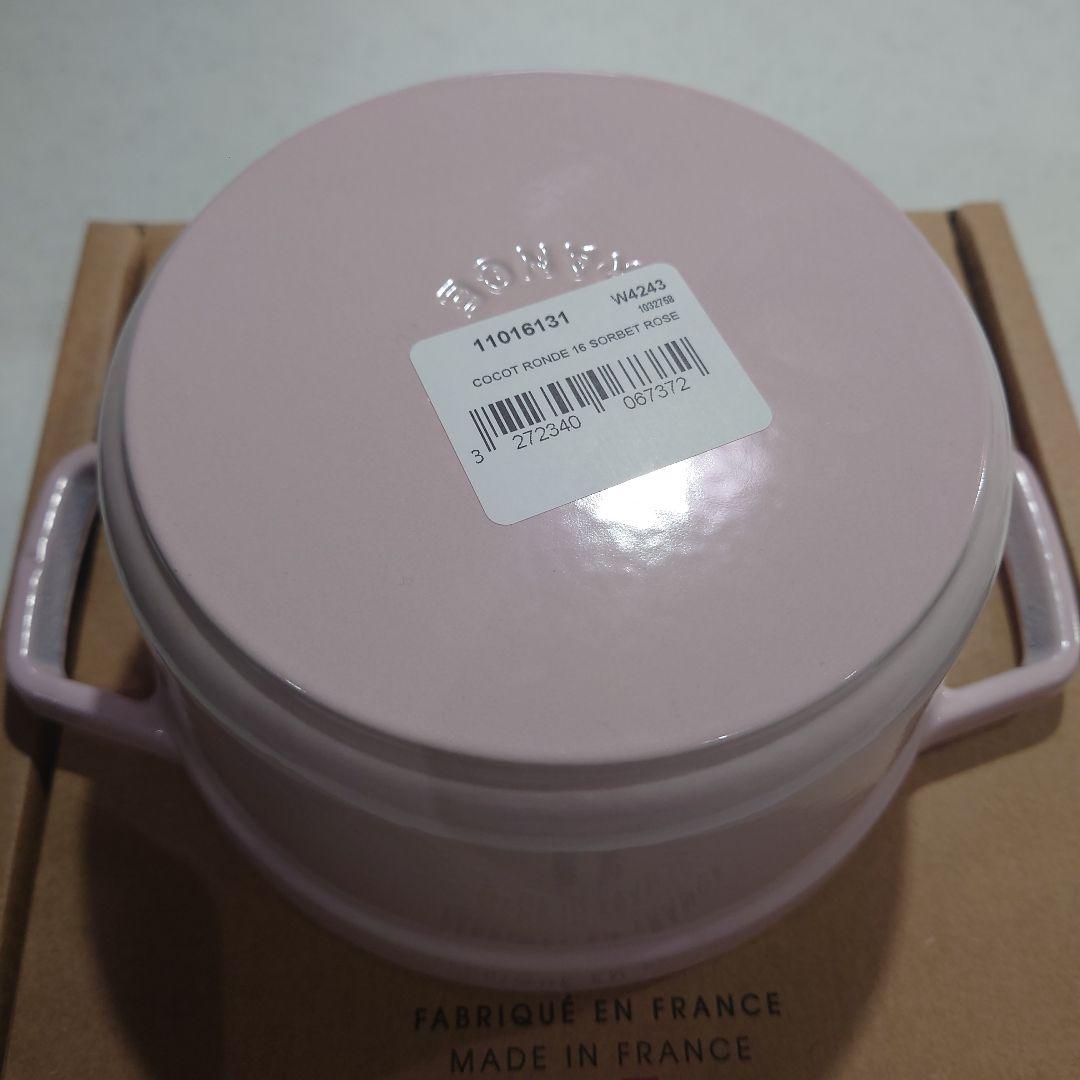 11016131
W4243
1032758
COCOT RONDE 16 SORBET ROSE
3 272340 067372
FABRIQUÉ EN FRANCE
MADE IN FRANCE